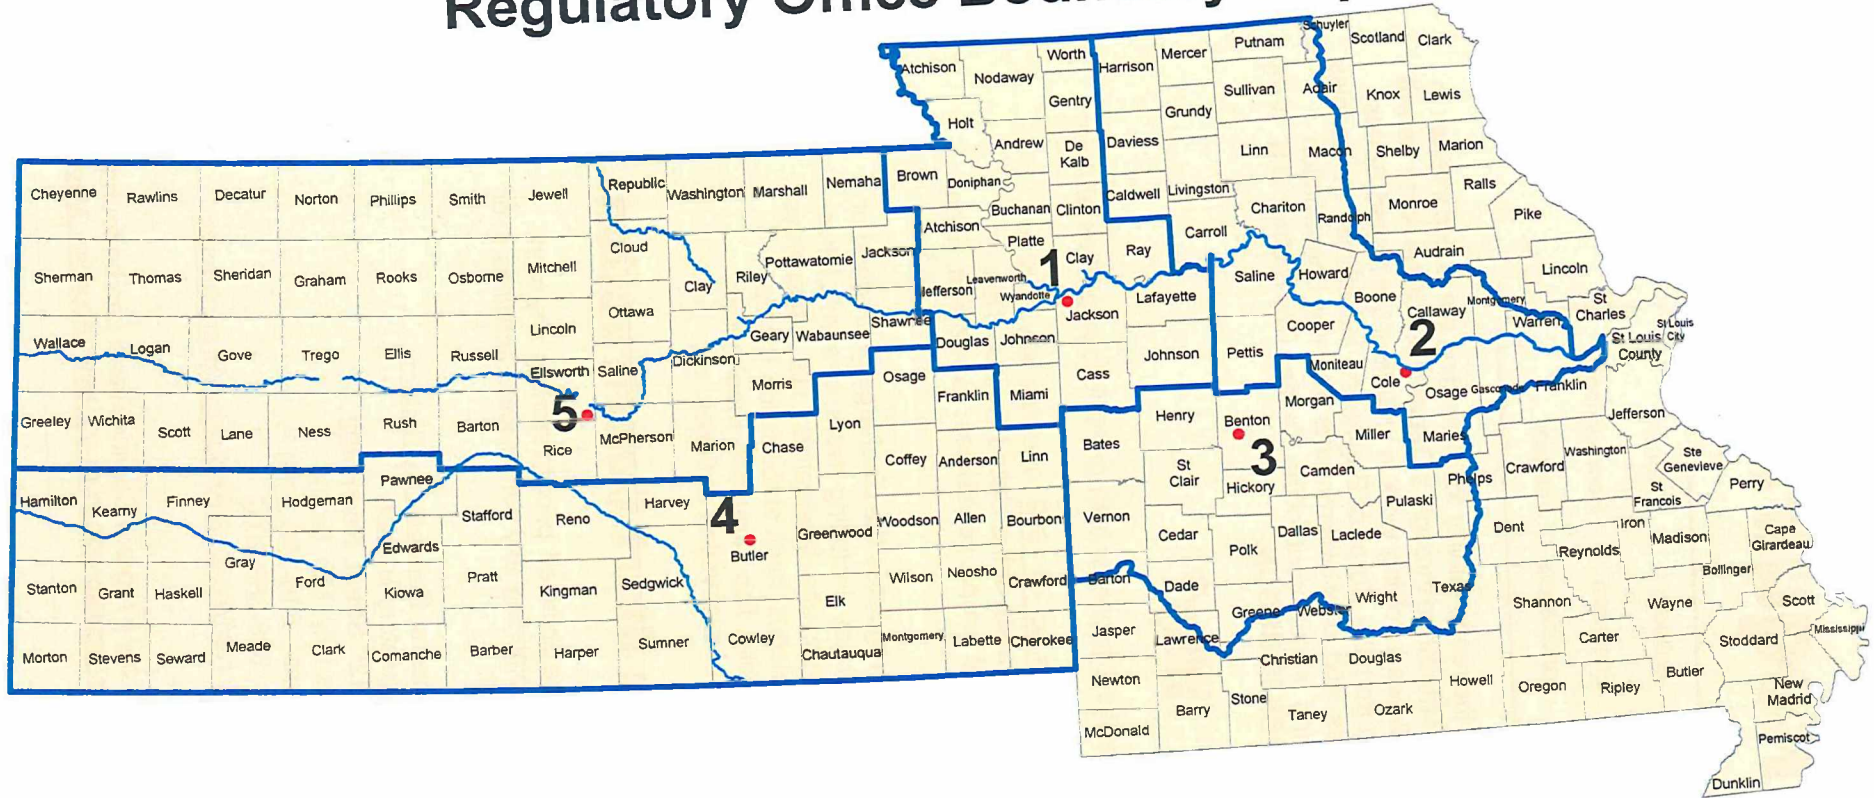 Regulatory Office Boundary
Schuyler
Scotland
Clark
Putnam
Mercer
Worth
Harrison
Atchison
Nodaway
Sullivan
Adair
Knox
Lewis
Gentry
Grundy
Holt
Andrew
De
Kalb
Daviess
Linn
Macon
Shelby
Marion
Cheyenne
Rawlins
Decatur
Norton
Phillips
Smith
Jewell
Republic
Washington
Marshall
Nemaha
Brown
Doniphan
Buchanan
Clinton
Caldwell
Livingston
Chariton
Randolph
Monroe
Ralls
Pike
Atchison
Platte
Clay
Ray
Carroll
Audrain
Sherman
Thomas
Sheridan
Graham
Rooks
Osborne
Mitchell
Cloud
Clay
Riley
Pottawatomie
Jackson
Jefferson
Leavenworth
Wyandotte
1
Jackson
Lafayette
Saline
Howard
Boone
Callaway
Montgomery
Lincoln
Warren
St
Charles
St Louis
City
St Louis
County
Wallace
Logan
Gove
Trego
Ellis
Russell
Lincoln
Ottawa
Ellsworth
Saline
Dickinson
Geary
Wabaunsee
Shawnee
Douglas
Johnson
Johnson
Pettis
Cooper
Moniteau
2
Cole
Osage
Gasconade
Franklin
Jefferson
Morris
Osage
Franklin
Miami
Cass
Henry
Benton
Morgan
Miller
Maries
Greeley
Wichita
Scott
Lane
Ness
Rush
Barton
5
Rice
McPherson
Marion
Chase
Lyon
Coffey
Anderson
Linn
Bates
St
Clair
3
Hickory
Camden
Pulaski
Phelps
Crawford
Washington
Ste
Genevieve
St
Francois
Perry
Hamilton
Kearny
Finney
Hodgeman
Pawnee
Stafford
Reno
Harvey
4
Butler
Greenwood
Woodson
Allen
Bourbon
Vernon
Cedar
Polk
Dallas
Laclede
Dent
Iron
Reynolds
Madison
Cape
Girardeau
Bollinger
Stanton
Grant
Haskell
Gray
Ford
Edwards
Kiowa
Pratt
Kingman
Sedgwick
Elk
Wilson
Neosho
Crawford
Barton
Dade
Greene
Webster
Wright
Texas
Shannon
Wayne
Scott
Mississippi
Morton
Stevens
Seward
Meade
Clark
Comanche
Barber
Harper
Sumner
Cowley
Chautauqua
Montgomery
Labette
Cherokee
Jasper
Lawrence
Christian
Douglas
Howell
Carter
Stoddard
Newton
Barry
Stone
Taney
Ozark
Oregon
Ripley
Butler
New
Madrid
McDonald
Pemiscot
Dunklin